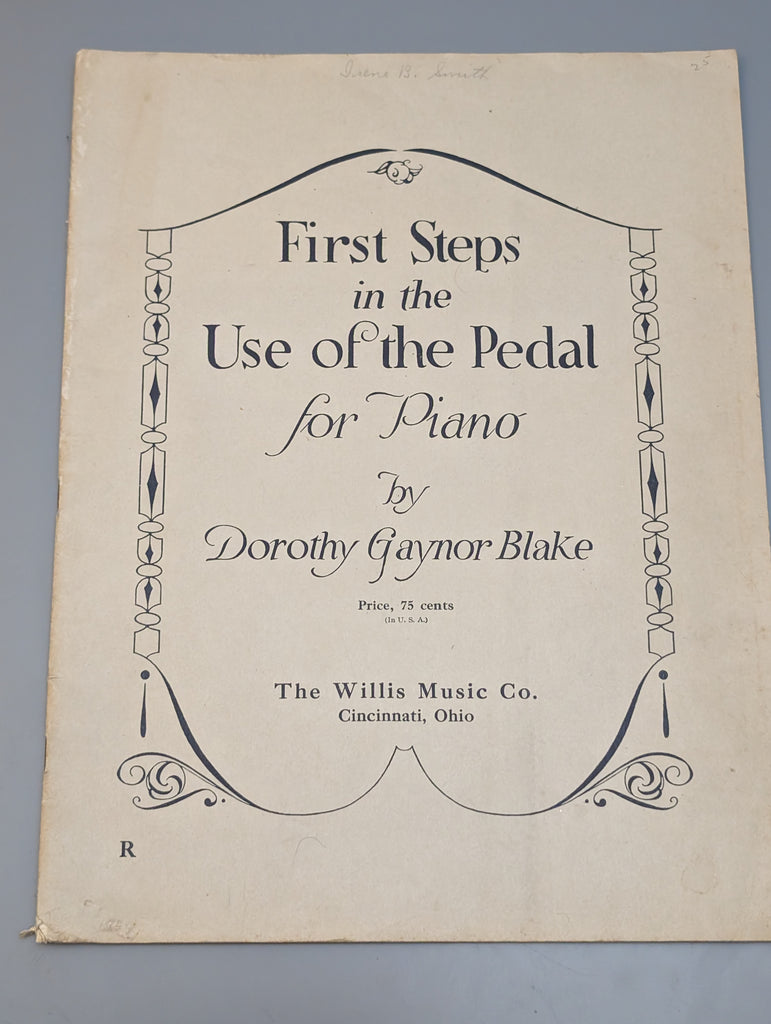 Irene B. Smith
25
First Steps
in the
Use of the Pedal
for Piano
by
Dorothy Gaynor Blake
Price, 75 cents
(In U. S. A.)
The Willis Music Co.
Cincinnati, Ohio
R